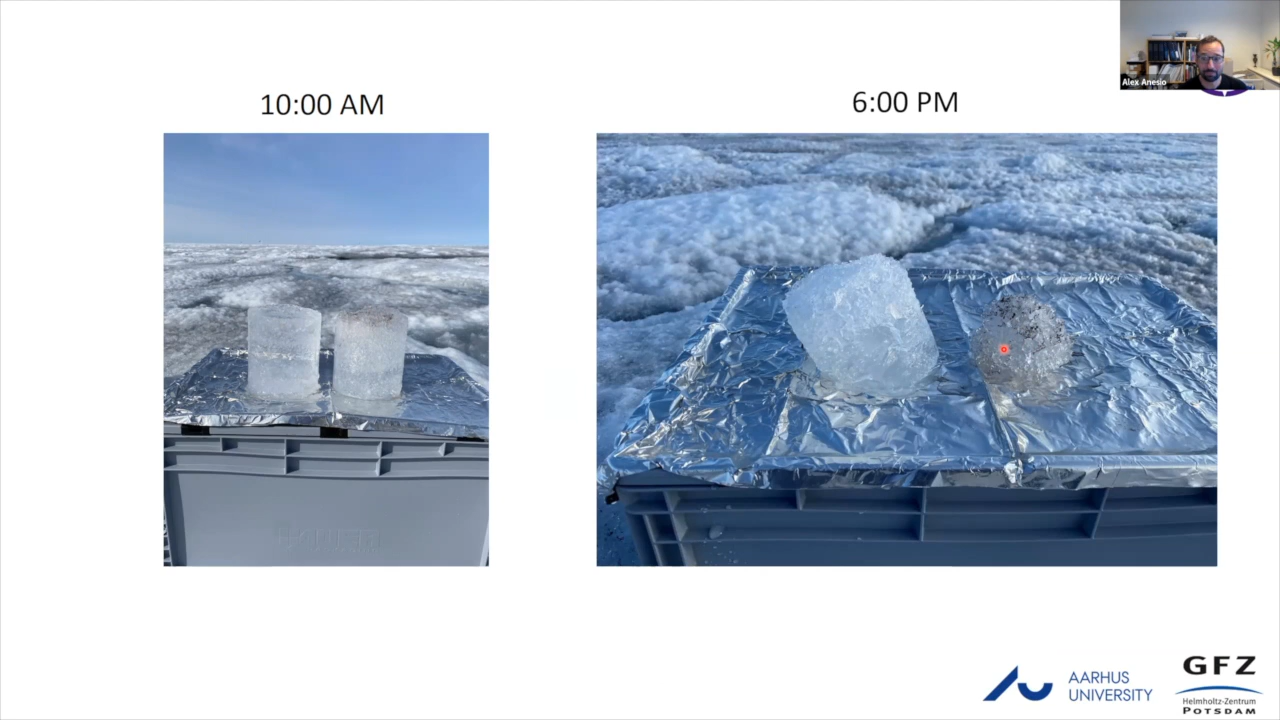 Alex Anesio
10:00 AM
6:00 PM
AARHUS
UNIVERSITY
GFZ
Helmholtz-Zentrum
POTSDAM